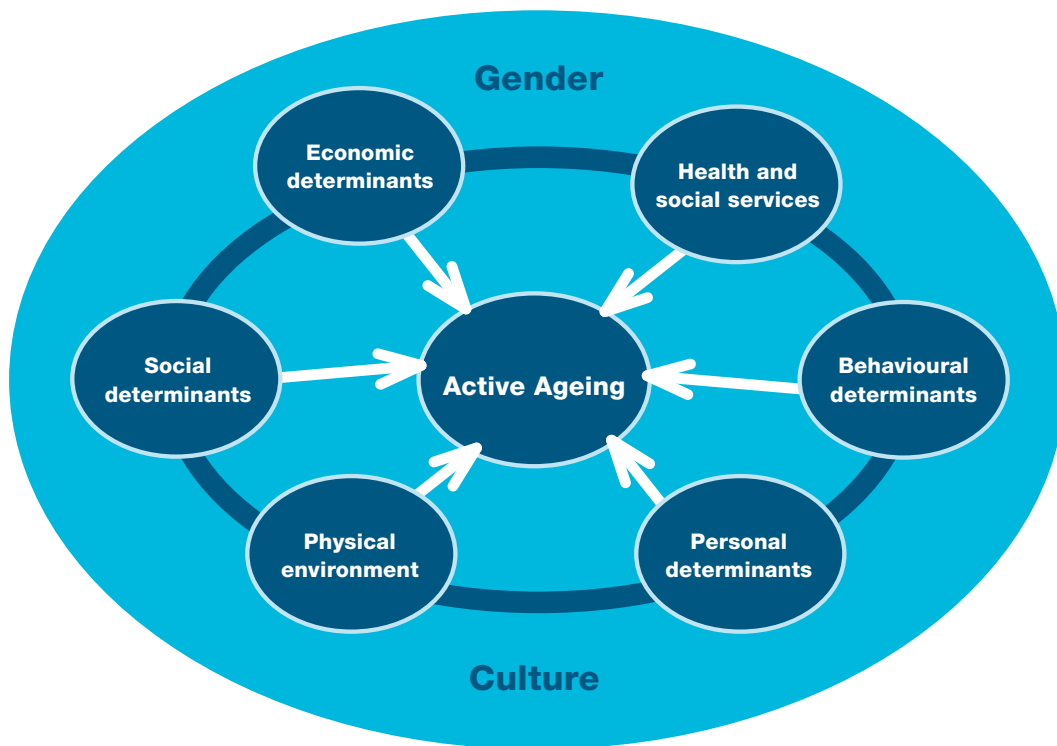 Gender
Economic
determinants
Health and
social services
Social
determinants
Active Ageing
Behavioural
determinants
Physical
environment
Personal
determinants
Culture